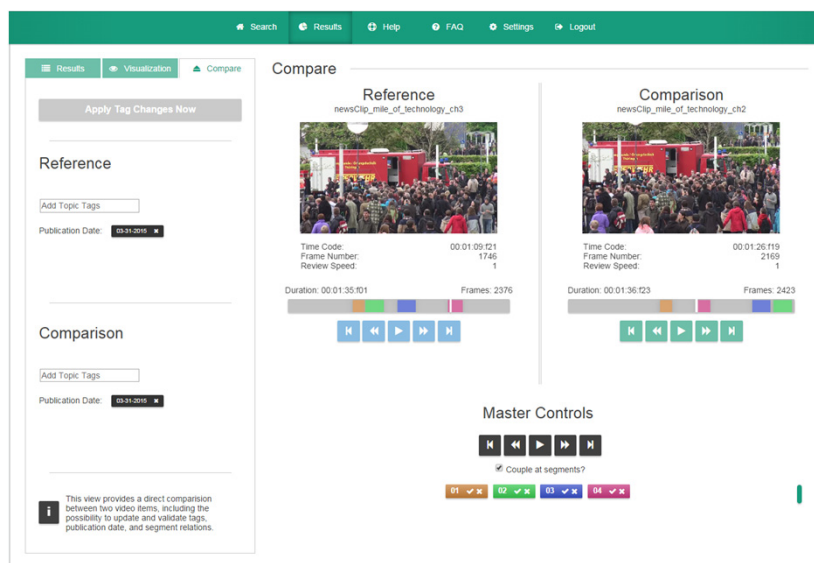 Search Results Help FAQ Settings Logout
Results Visualization Compare
Apply Tag Changes Now
Reference
Add Topic Tags
Publication Date: 03-31-2015
Comparison
Add Topic Tags
Publication Date: 03-31-2015
i
This view provides a direct comparision
between two video items, including the
possibility to update and validate tags,
publication date, and segment relations.
Compare
Reference
newsClip_mile_of_technology_ch3
Time Code: 00:01:09:f21
Frame Number: 1746
Review Speed: 1
Duration: 00:01:35:f01 Frames: 2376
Comparison
newsClip_mile_of_technology_ch2
Time Code: 00:01:26:f19
Frame Number: 2169
Review Speed: 1
Duration: 00:01:36:f23 Frames: 2423
Master Controls
Couple at segments?
01 02 03 04